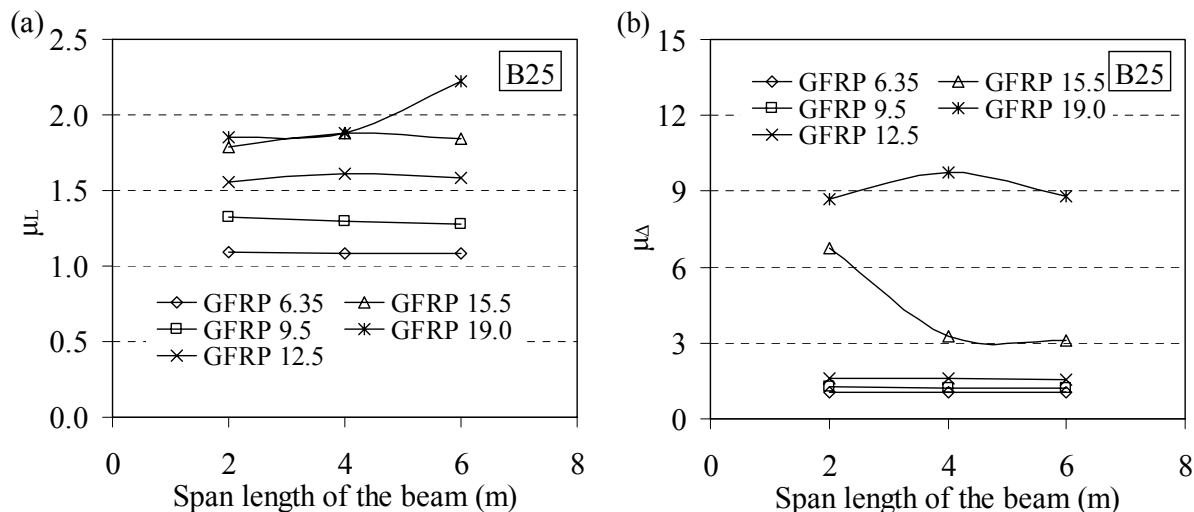 (a)
2.5
2.0
1.5
1.0
0.5
0.0
μL
B25
GFRP 6.35
GFRP 15.5
GFRP 9.5
GFRP 19.0
GFRP 12.5
0 2 4 6 8
Span length of the beam (m)
(b)
15
12
9
6
3
0
μΔ
B25
GFRP 6.35
GFRP 15.5
GFRP 9.5
GFRP 19.0
GFRP 12.5
0 2 4 6 8
Span length of the beam (m)